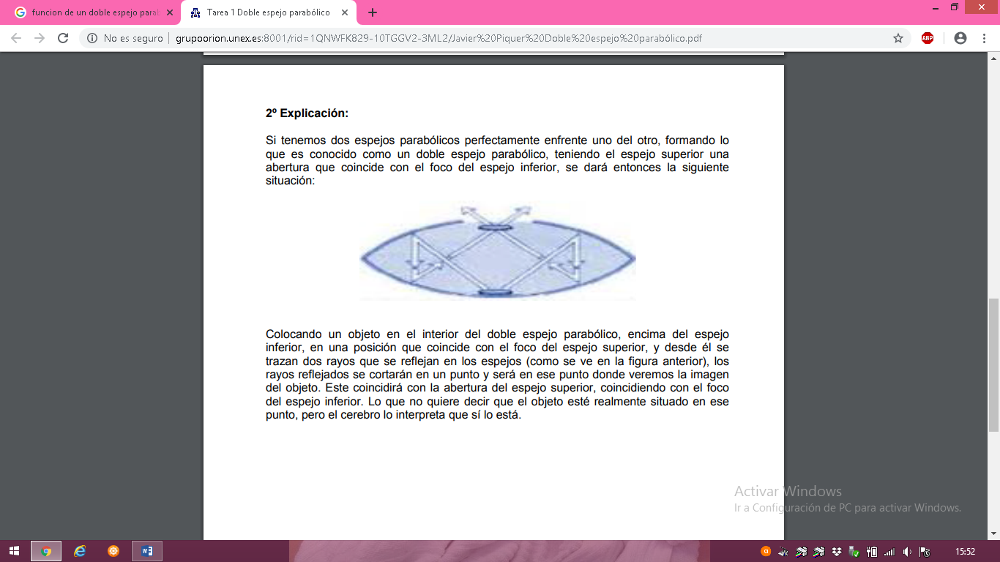 funcion de un doble espejo parab
Tarea 1 Doble espejo parabólico
No es seguro
grupoorion.unex.es:8001/rid=1QNWFK829-10TGGV2-3ML2/Javier%20Piquer%20Doble%20espejo%20parabólico.pdf
ABP
2º Explicación:
Si tenemos dos espejos parabólicos perfectamente enfrente uno del otro, formando lo
que es conocido como un doble espejo parabólico, teniendo el espejo superior una
abertura que coincide con el foco del espejo inferior, se dará entonces la siguiente
situación:
Colocando un objeto en el interior del doble espejo parabólico, encima del espejo
inferior, en una posición que coincide con el foco del espejo superior, y desde él se
trazan dos rayos que se reflejan en los espejos (como se ve en la figura anterior), los
rayos reflejados se cortarán en un punto y será en ese punto donde veremos la imagen
del objeto. Este coincidirá con la abertura del espejo superior, coincidiendo con el foco
del espejo inferior. Lo que no quiere decir que el objeto esté realmente situado en ese
punto, pero el cerebro lo interpreta que sí lo está.
Activar Windows
Ir a Configuración de PC para activar Windows.
15:52